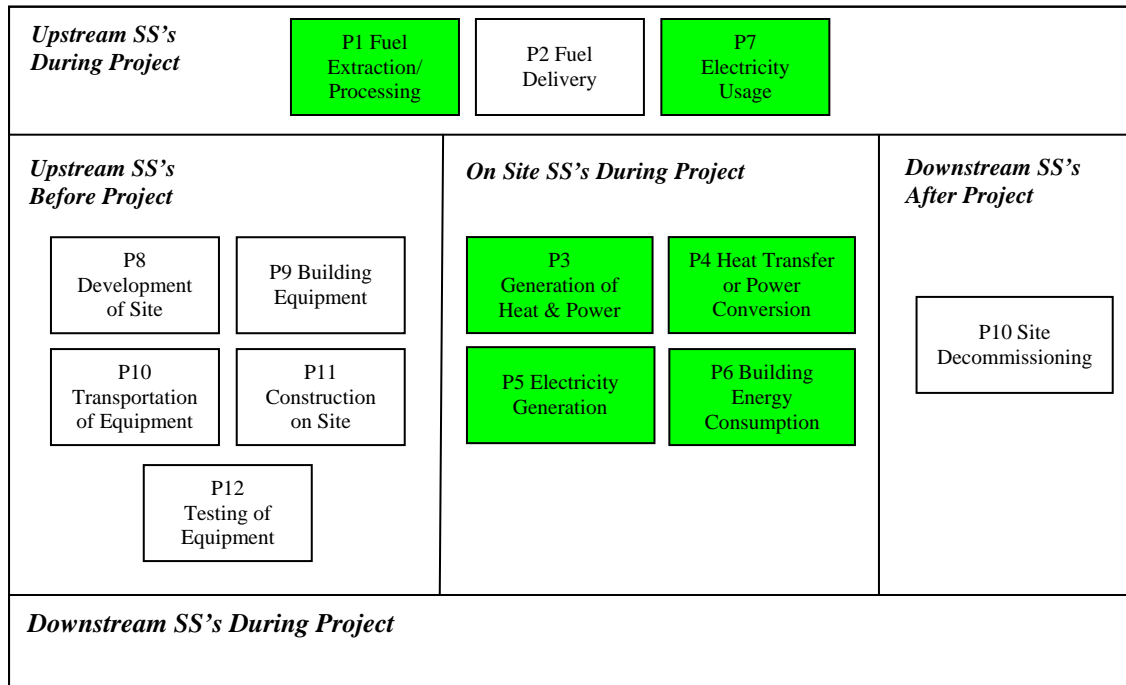 Upstream SS's
During Project
P1 Fuel
Extraction/
Processing
P2 Fuel
Delivery
P7
Electricity
Usage
Upstream SS's
Before Project
P8
Development
of Site
P9 Building
Equipment
P10
Transportation
of Equipment
P11
Construction
on Site
P12
Testing of
Equipment
On Site SS's During Project
P3
Generation of
Heat & Power
P4 Heat Transfer
or Power
Conversion
P5 Electricity
Generation
P6 Building
Energy
Consumption
Downstream SS's
After Project
P10 Site
Decommissioning
Downstream SS's During Project